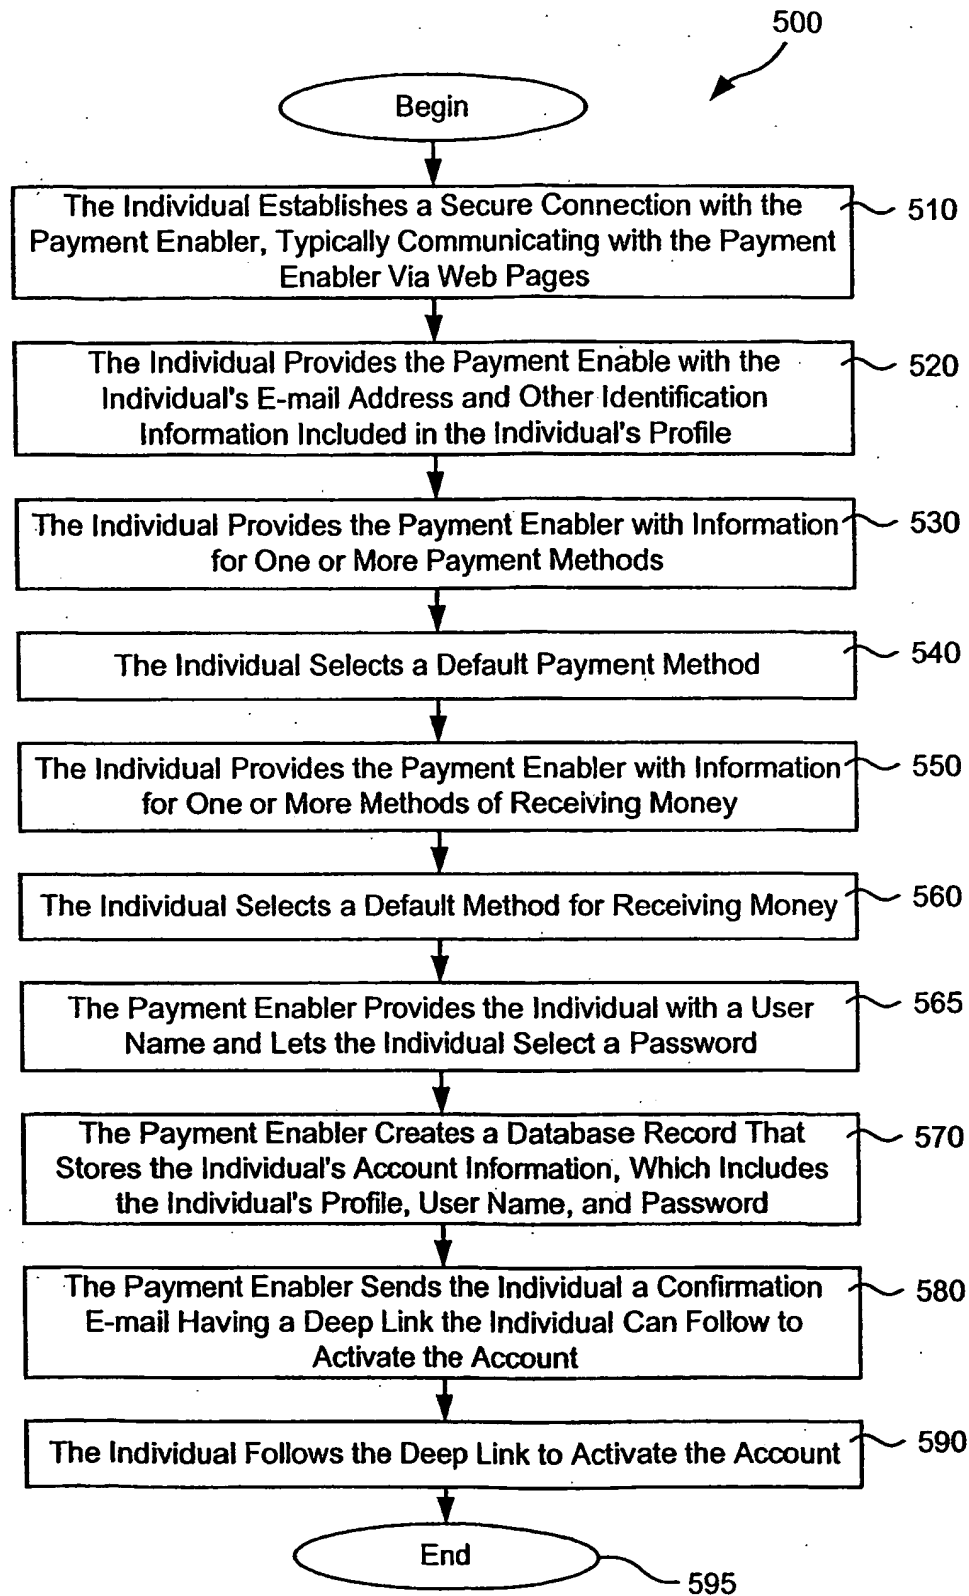 500
Begin
The Individual Establishes a Secure Connection with the
Payment Enabler, Typically Communicating with the Payment
Enabler Via Web Pages
510
The Individual Provides the Payment Enable with the
Individual's E-mail Address and Other Identification
Information Included in the Individual's Profile
520
The Individual Provides the Payment Enabler with Information
for One or More Payment Methods
530
The Individual Selects a Default Payment Method
540
The Individual Provides the Payment Enabler with Information
for One or More Methods of Receiving Money
550
The Individual Selects a Default Method for Receiving Money
560
The Payment Enabler Provides the Individual with a User
Name and Lets the Individual Select a Password
565
The Payment Enabler Creates a Database Record That
Stores the Individual's Account Information, Which Includes
the Individual's Profile, User Name, and Password
570
The Payment Enabler Sends the Individual a Confirmation
E-mail Having a Deep Link the Individual Can Follow to
Activate the Account
580
The Individual Follows the Deep Link to Activate the Account
590
End
595